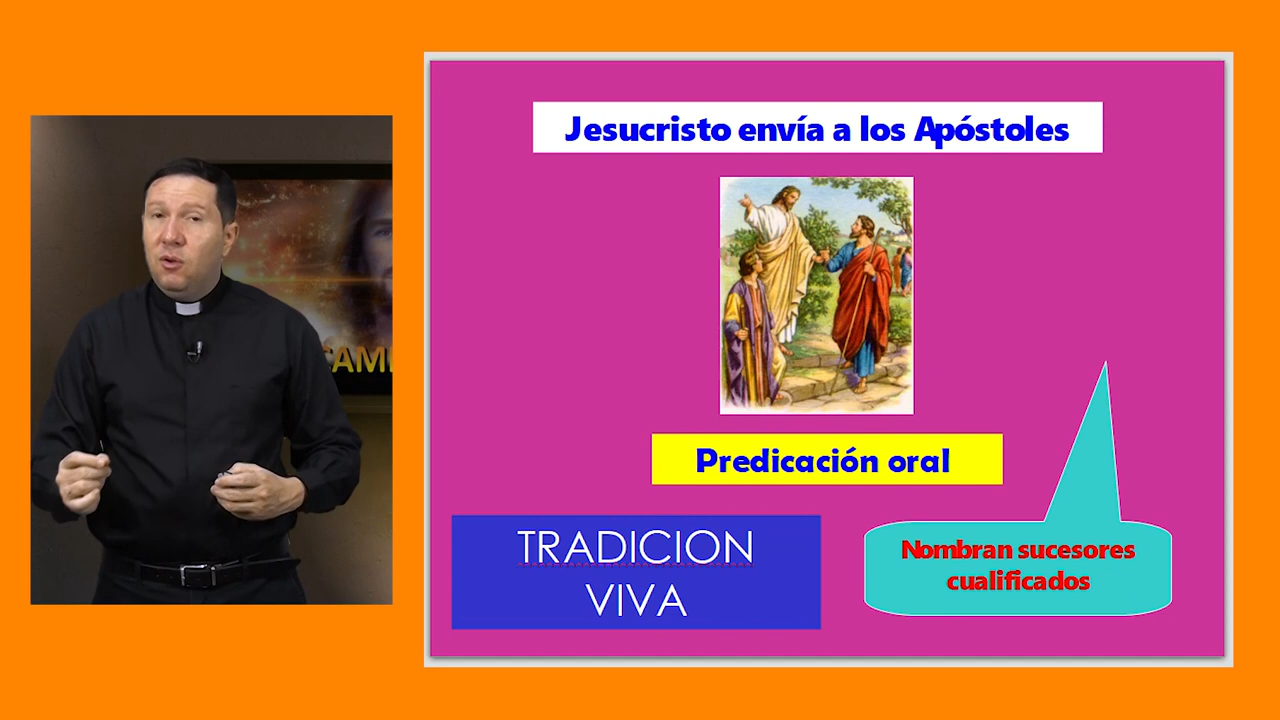 Jesucristo envía a los Apóstoles
Predicación oral
TRADICION
VIVA
Nombran sucesores
cualificados